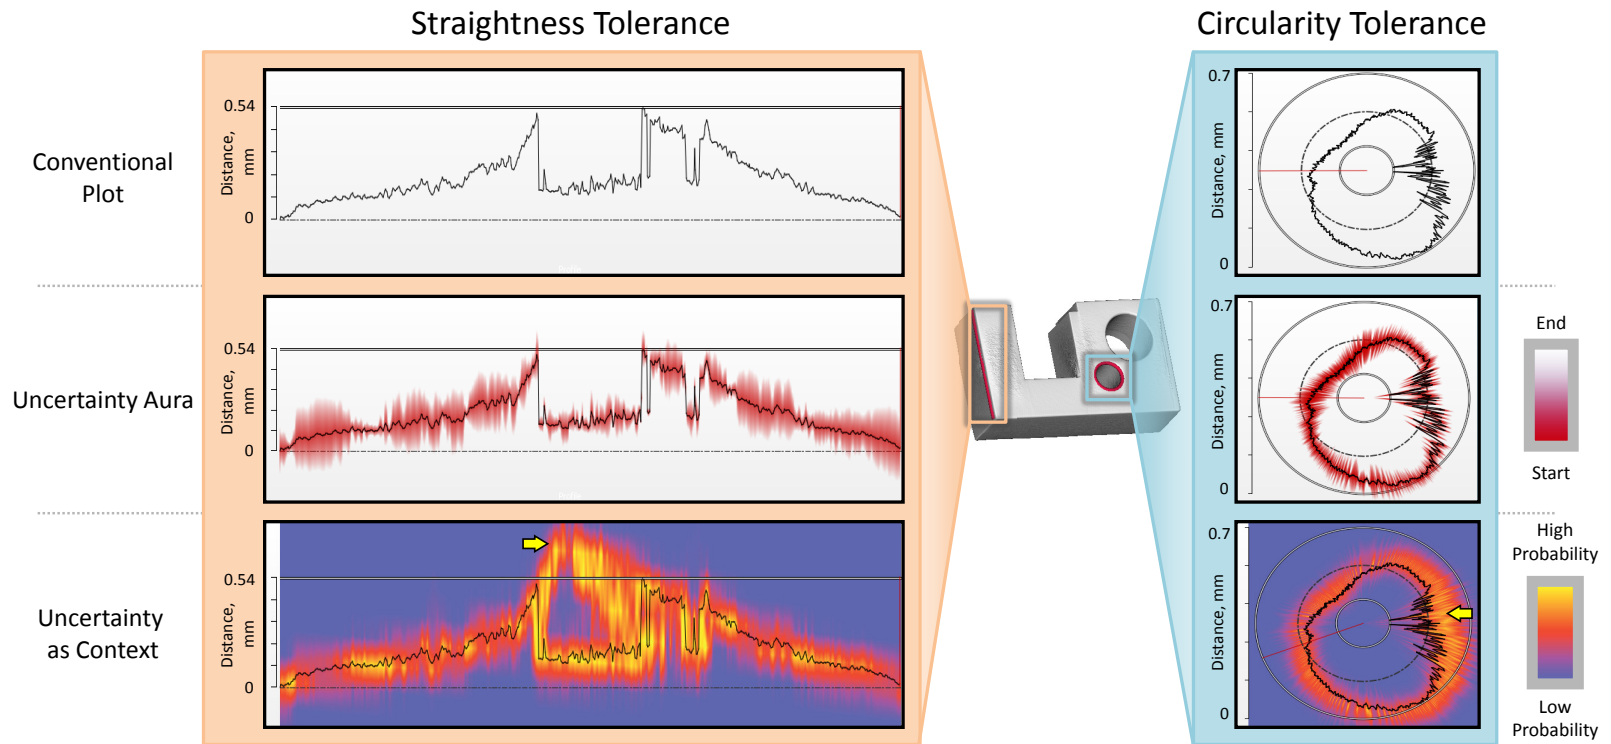 Straightness Tolerance
Circularity Tolerance
Conventional
Plot
0.54
Distance,
mm
0
0.7
Distance, mm
0
Uncertainty Aura
0.54
Distance,
mm
0
0.7
Distance, mm
0
End
Start
Uncertainty
as Context
0.54
Distance,
mm
0
0.7
Distance, mm
0
High
Probability
Low
Probability